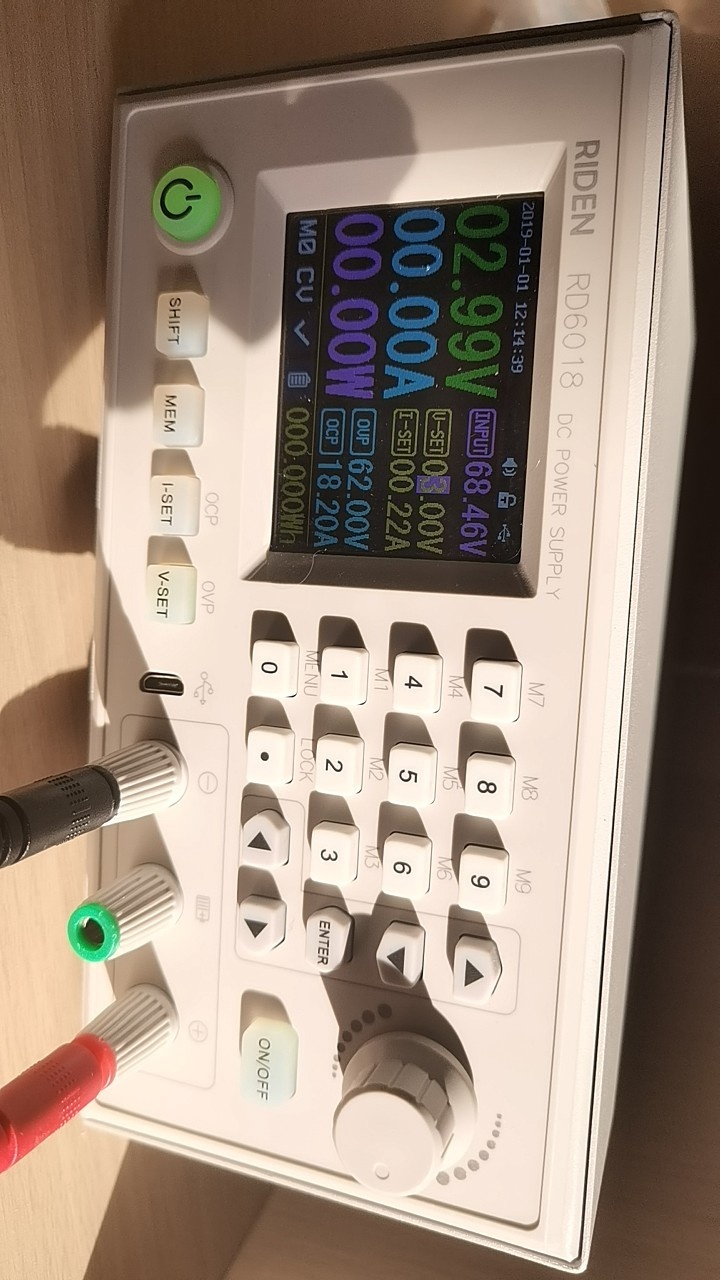 RIDEN RD6018 DC POWER SUPPLY
2019-01-01 12:14:39
02.99V
00.00A
00.00W
M0 CV
INPUT 68.46V
V-SET 03.00V
I-SET 00.22A
OVP 62.00V
OCP 18.20A
000.000Wh
SHIFT
MEM
OCP
I-SET
OVP
V-SET
M7 M8 M9
7 8 9
M4 M5 M6
4 5 6
M1 M2 M3
1 2 3 ENTER
MENU LOCK
0 •
ON/OFF